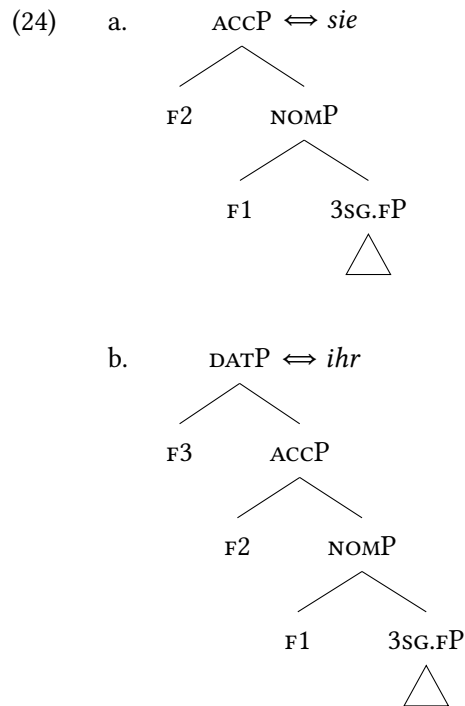 (24) a. ACCP ⇔ sie
F2 NOMP
F1 3SG.FP
b. DATP ⇔ ihr
F3 ACCP
F2 NOMP
F1 3SG.FP